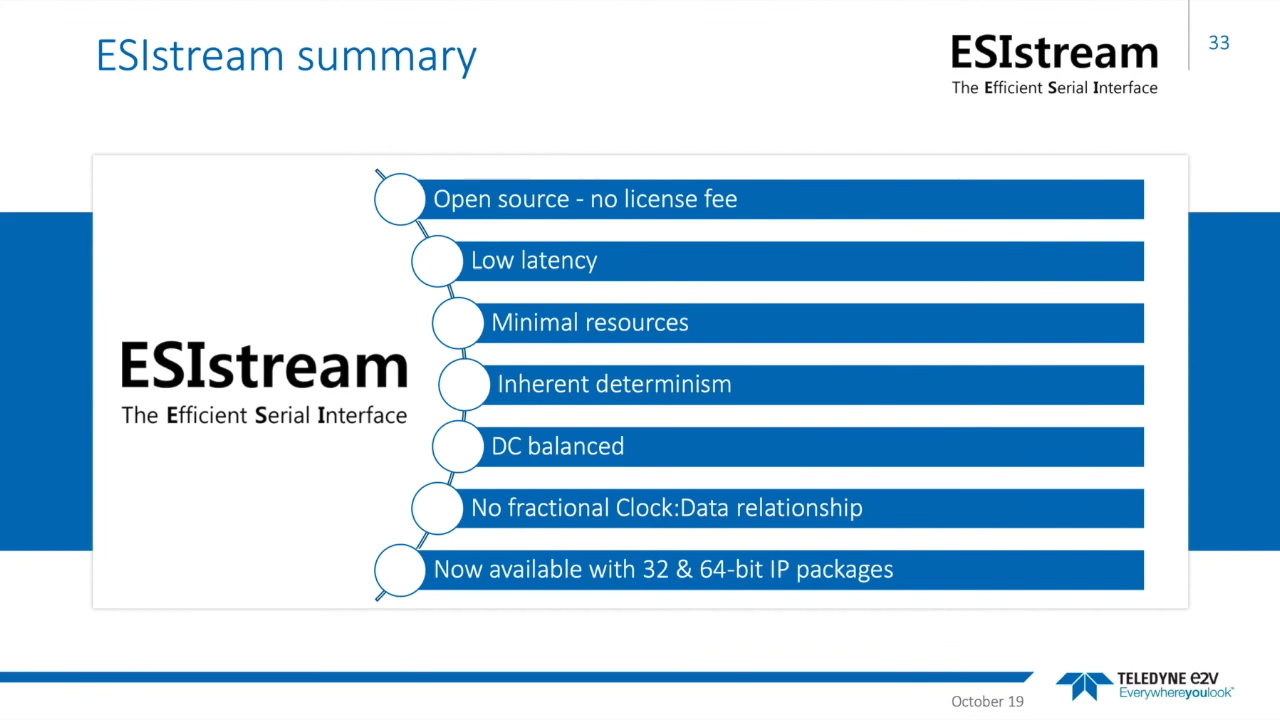 ESIstream summary
ESIstream
The Efficient Serial Interface
33
Open source - no license fee
Low latency
Minimal resources
Inherent determinism
DC balanced
No fractional Clock:Data relationship
Now available with 32 & 64-bit IP packages
ESIstream
The Efficient Serial Interface
October 19
TELEDYNE e2v
Everywhereyoulook™